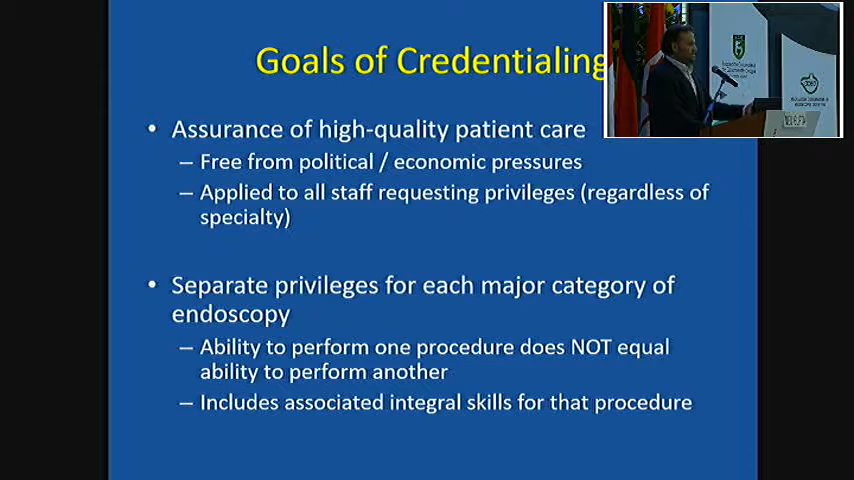 Goals of Credentialing
• Assurance of high-quality patient care
– Free from political / economic pressures
– Applied to all staff requesting privileges (regardless of
specialty)
• Separate privileges for each major category of
endoscopy
– Ability to perform one procedure does NOT equal
ability to perform another
– Includes associated integral skills for that procedure